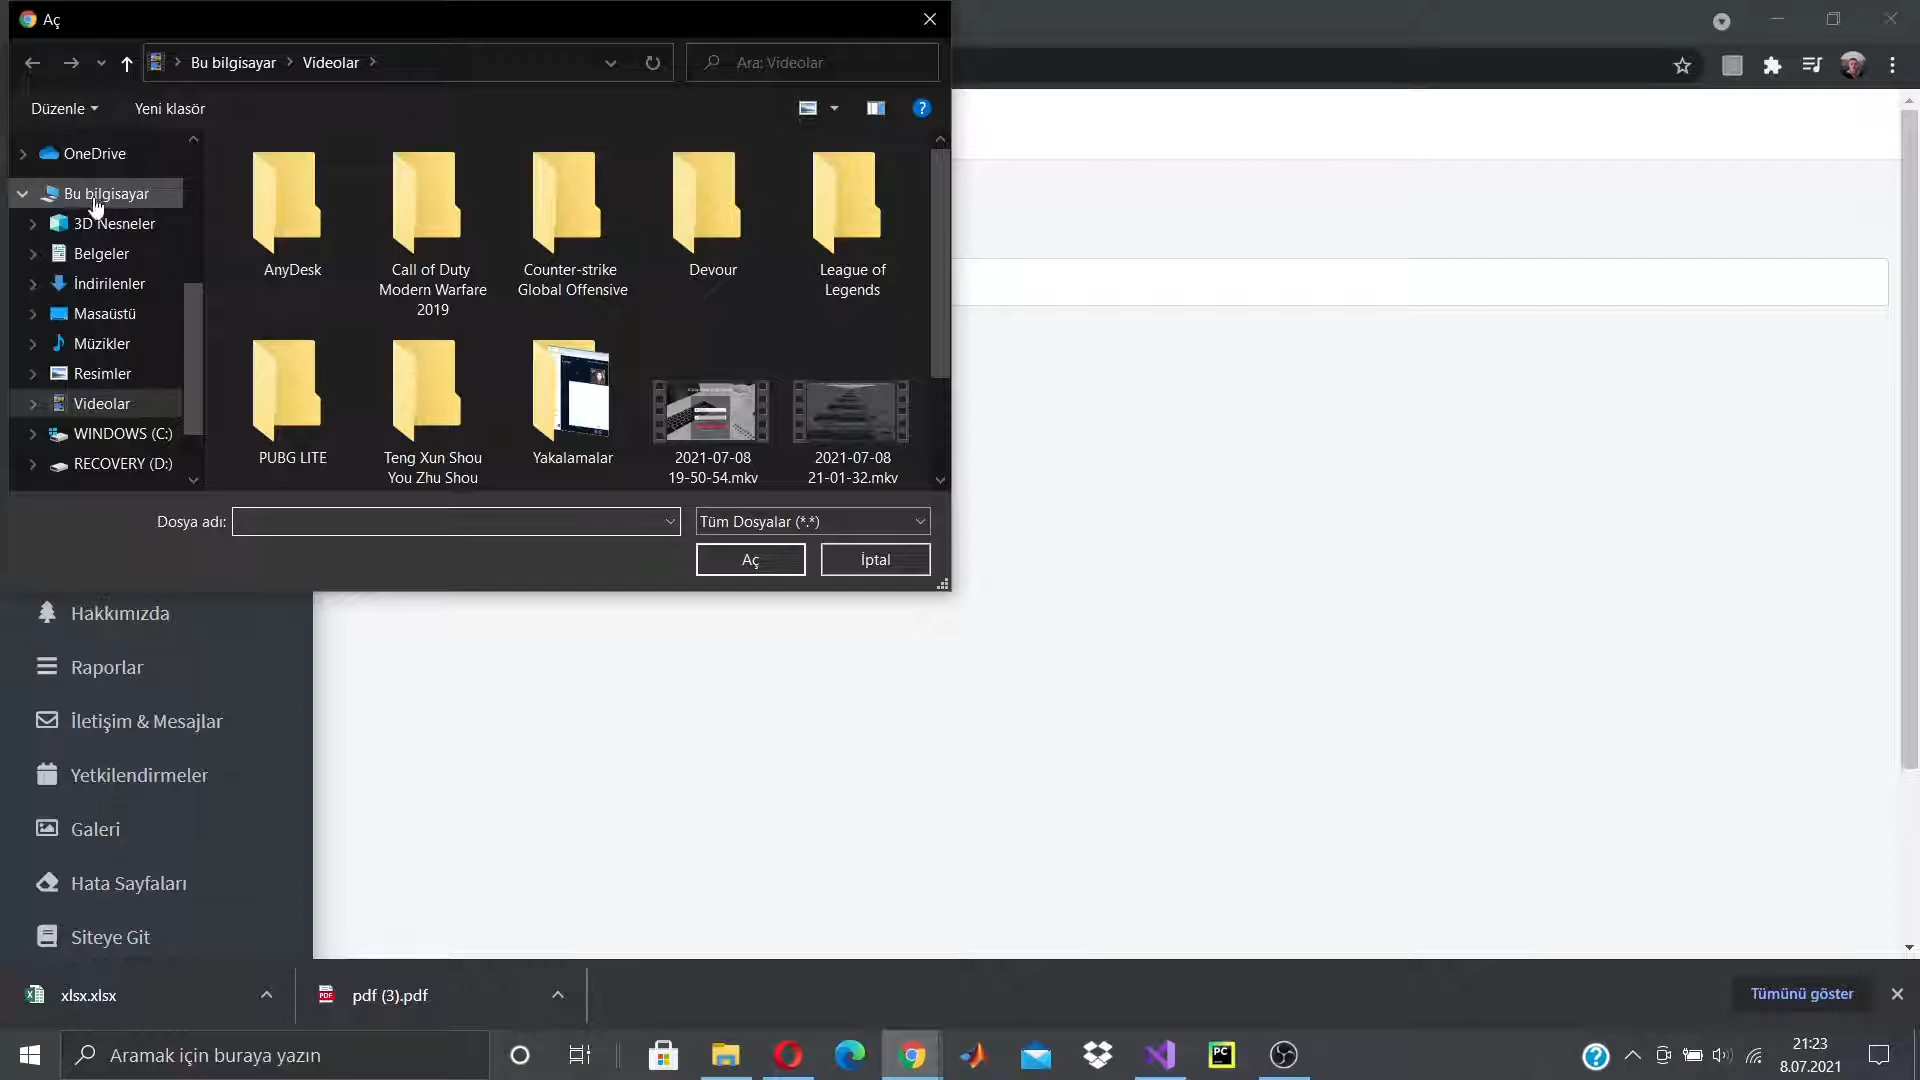 Aç
Bu bilgisayar
Videolar
Ara: Videolar
Düzenle
Yeni klasör
OneDrive
Bu bilgisayar
3D Nesneler
Belgeler
İndirilenler
Masaüstü
Müzikler
Resimler
Videolar
WINDOWS (C:)
RECOVERY (D:)
AnyDesk
Call of Duty
Modern Warfare
2019
Counter-strike
Global Offensive
Devour
League of
Legends
PUBG LITE
Teng Xun Shou
You Zhu Shou
Yakalamalar
2021-07-08
19-50-54.mkv
2021-07-08
21-01-32.mkv
Dosya adı:
Tüm Dosyalar (*.*)
Aç
İptal
Hakkımızda
Raporlar
İletişim & Mesajlar
Yetkilendirmeler
Galeri
Hata Sayfaları
Siteye Git
xlsx.xlsx
PDF
pdf (3).pdf
Tümünü göster
Aramak için buraya yazın
PC
21:23
8.07.2021